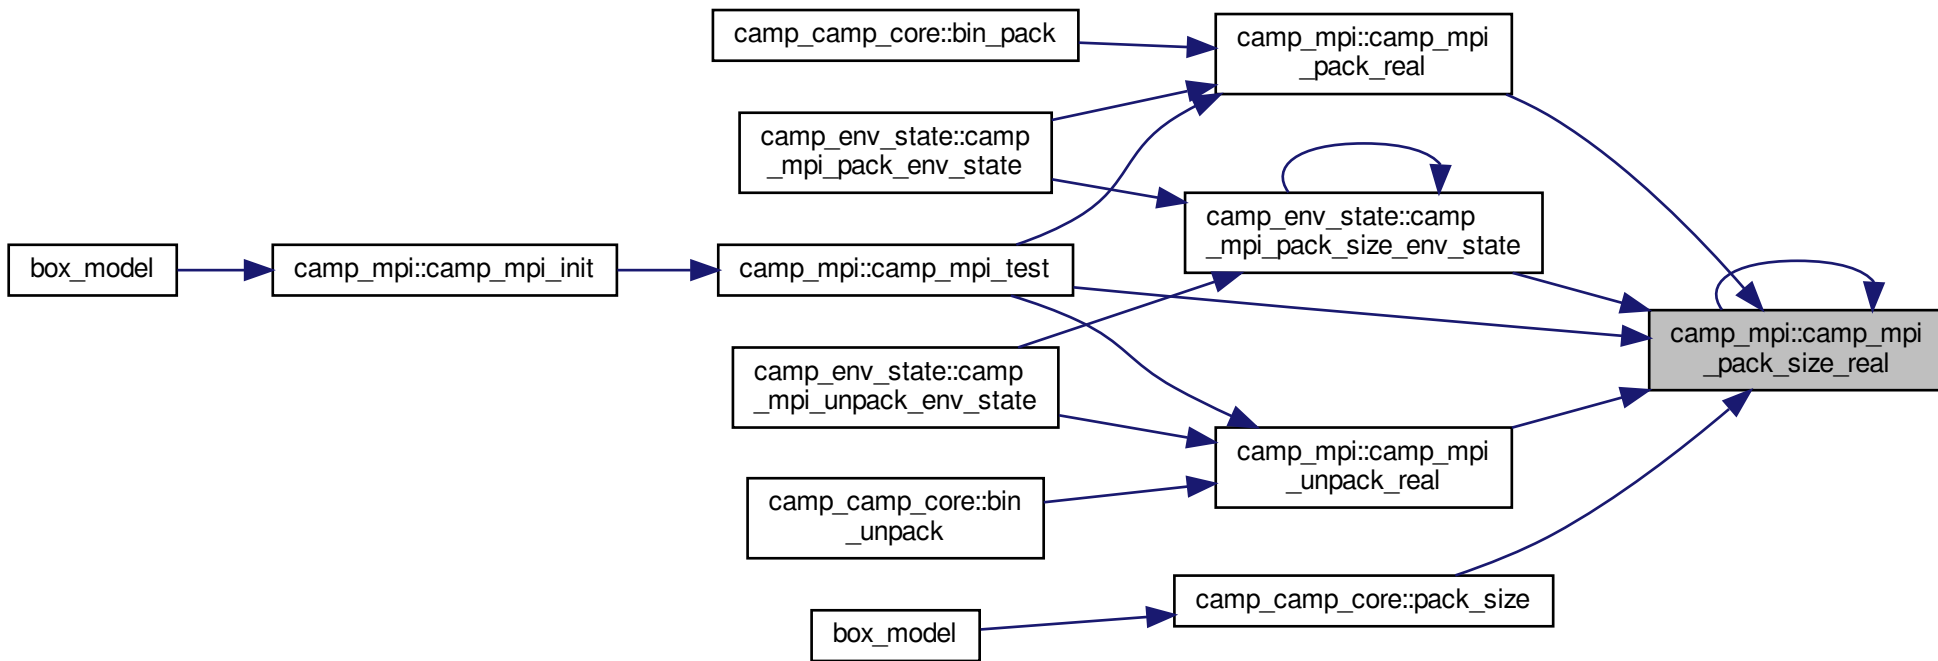 camp_camp_core::bin_pack
camp_mpi::camp_mpi
_pack_real
camp_env_state::camp
_mpi_pack_env_state
camp_env_state::camp
_mpi_pack_size_env_state
box_model
camp_mpi::camp_mpi_init
camp_mpi::camp_mpi_test
camp_mpi::camp_mpi
_pack_size_real
camp_env_state::camp
_mpi_unpack_env_state
camp_mpi::camp_mpi
_unpack_real
camp_camp_core::bin
_unpack
camp_camp_core::pack_size
box_model